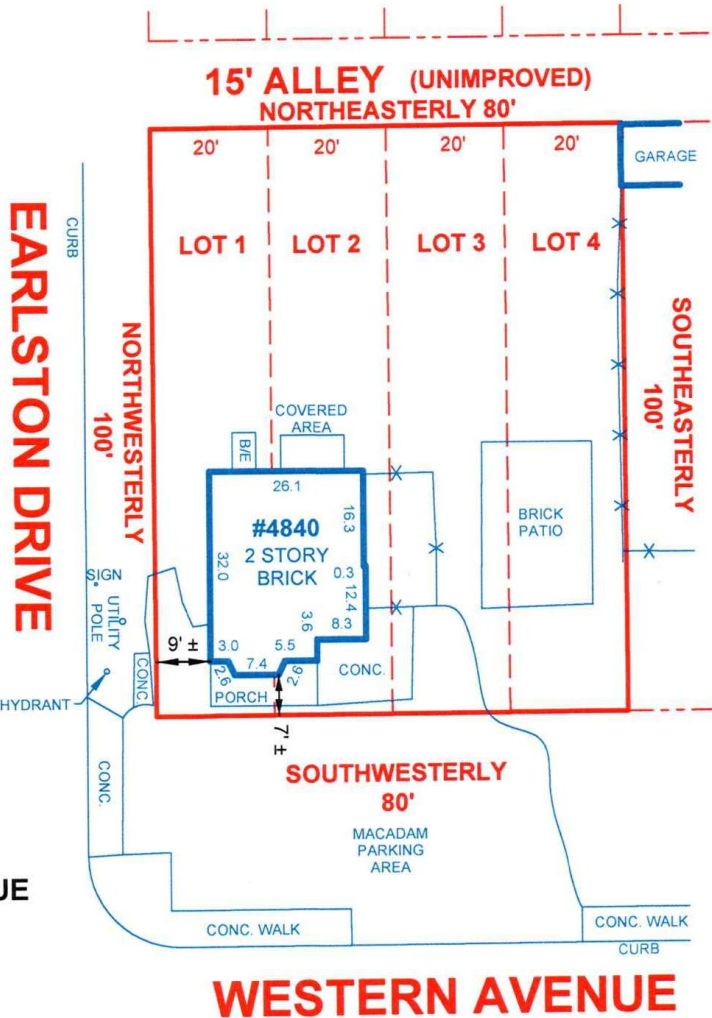 15' ALLEY (UNIMPROVED)
NORTHEASTERLY 80'
20'
20'
20'
20'
GARAGE
CURB
EARLSTON DRIVE
LOT 1
LOT 2
LOT 3
LOT 4
NORTHWESTERLY
100'
SOUTHEASTERLY
100'
COVERED
AREA
B/E
26.1
#4840
2 STORY
BRICK
16.3
32.0
0.3
12.4
8.3
3.6
BRICK
PATIO
SIGN
UTILITY
POLE
9' ±
3.0
5.5
7.4
2.6
2.6
CONC.
CONC
PORCH
HYDRANT
7' ±
SOUTHWESTERLY
80'
CONC.
MACADAM
PARKING
AREA
UE
CONC. WALK
CONC. WALK
CURB
WESTERN AVENUE